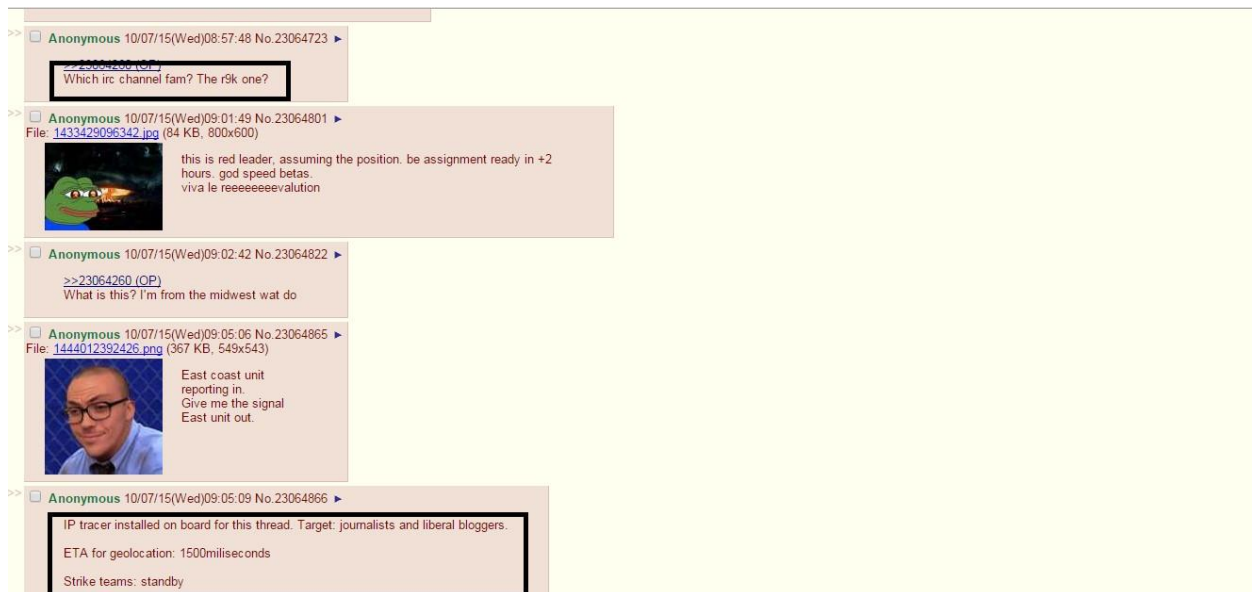 >> Anonymous 10/07/15(Wed)08:57:48 No.23064723 ►
>>23064260 (OP)
Which irc channel fam? The r9k one?
>> Anonymous 10/07/15(Wed)09:01:49 No.23064801 ►
File: 1433429096342.jpg (84 KB, 800x600)
this is red leader, assuming the position. be assignment ready in +2
hours. god speed betas.
viva le reeeeeeeevalution
>> Anonymous 10/07/15(Wed)09:02:42 No.23064822 ►
>>23064260 (OP)
What is this? I'm from the midwest wat do
>> Anonymous 10/07/15(Wed)09:05:06 No.23064865 ►
File: 1444012392426.png (367 KB, 549x543)
East coast unit
reporting in.
Give me the signal
East unit out.
>> Anonymous 10/07/15(Wed)09:05:09 No.23064866 ►
IP tracer installed on board for this thread. Target: journalists and liberal bloggers.
ETA for geolocation: 1500miliseconds
Strike teams: standby